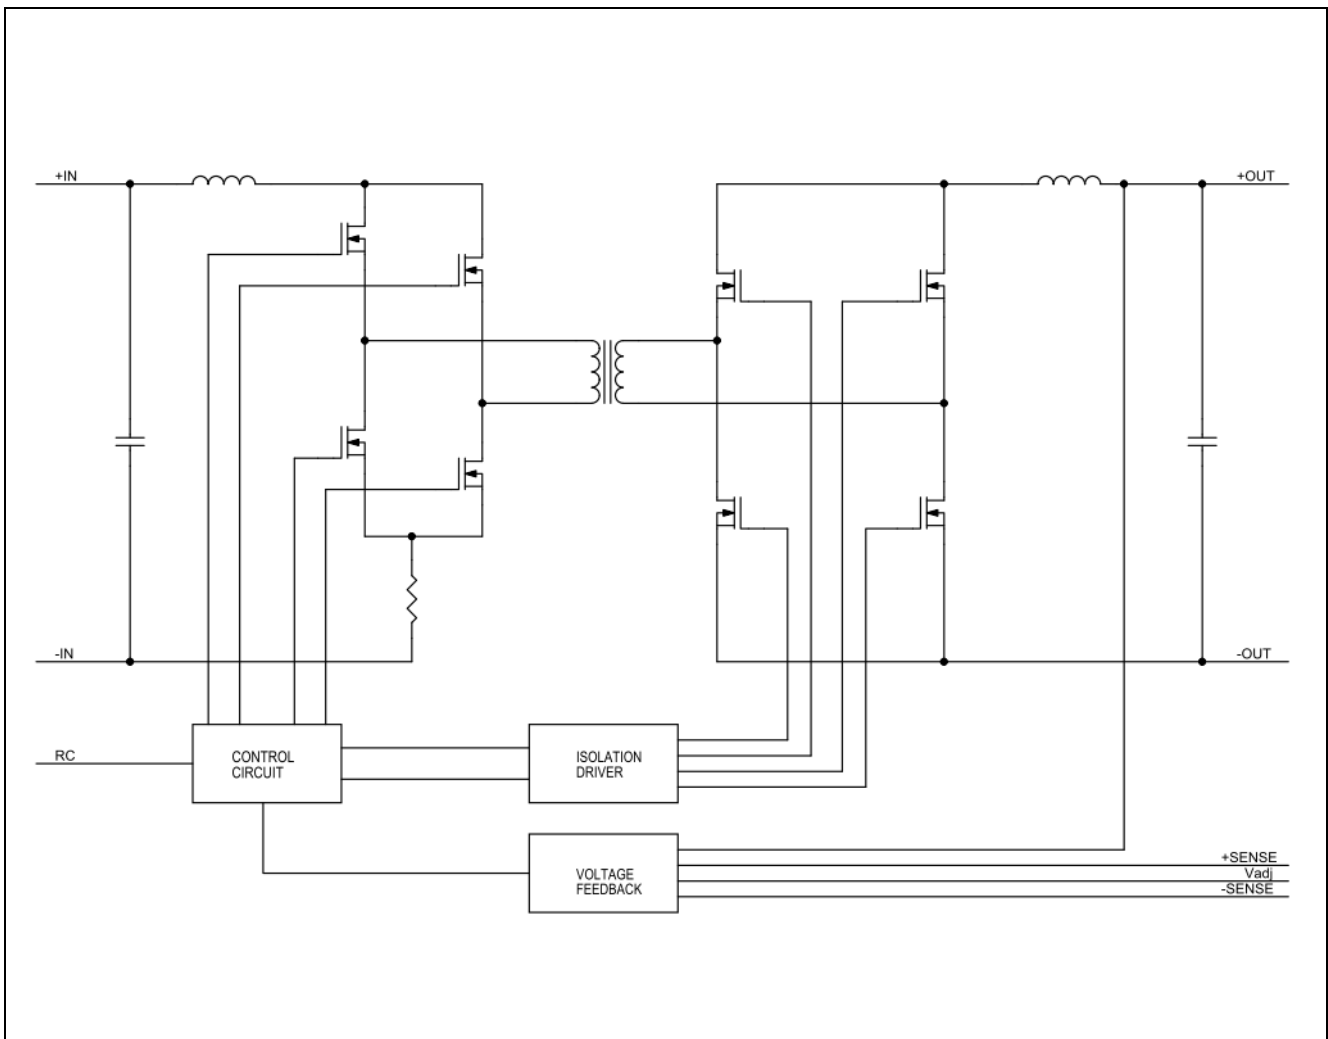 +IN
+OUT
-IN
-OUT
RC
CONTROL
CIRCUIT
ISOLATION
DRIVER
VOLTAGE
FEEDBACK
+SENSE
Vadj
-SENSE